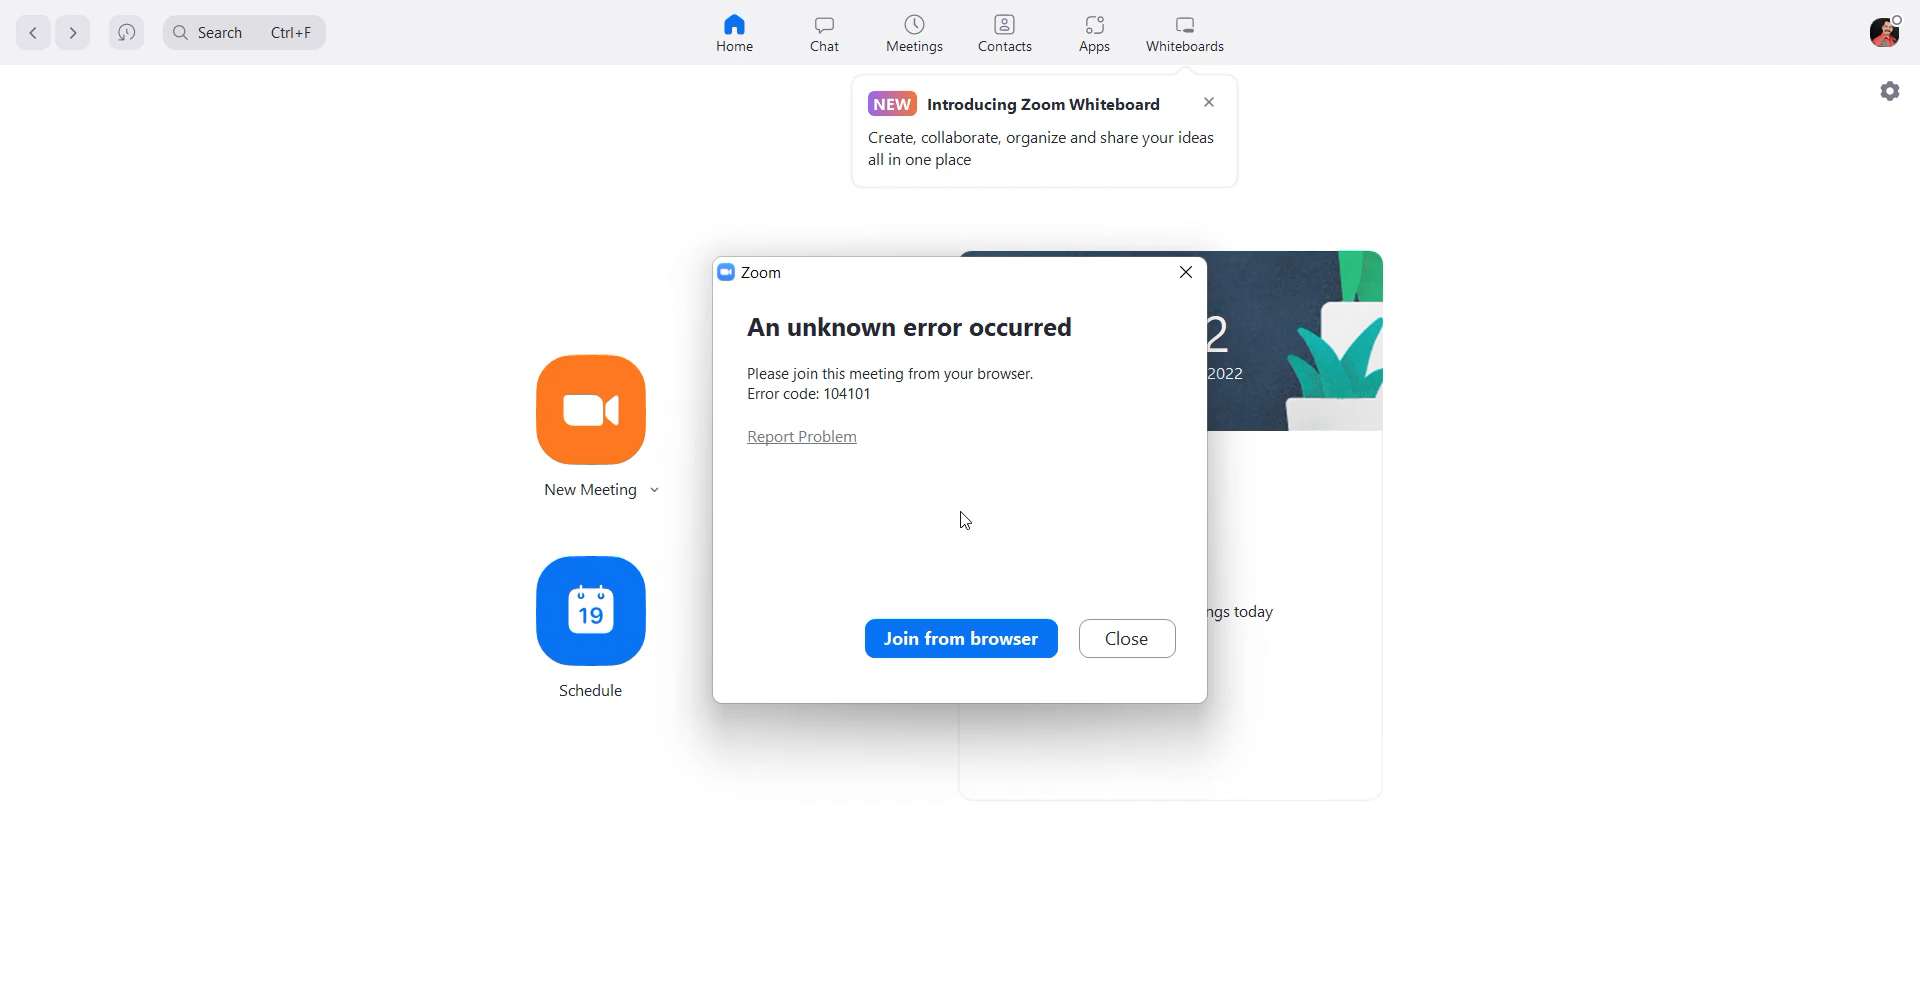 Search Ctrl+F
Home
Chat
Meetings
Contacts
Apps
Whiteboards
NEW Introducing Zoom Whiteboard
Create, collaborate, organize and share your ideas
all in one place
Zoom
An unknown error occurred
Please join this meeting from your browser.
Error code: 104101
Report Problem
Join from browser
Close
2
2022
today
New Meeting
19
Schedule